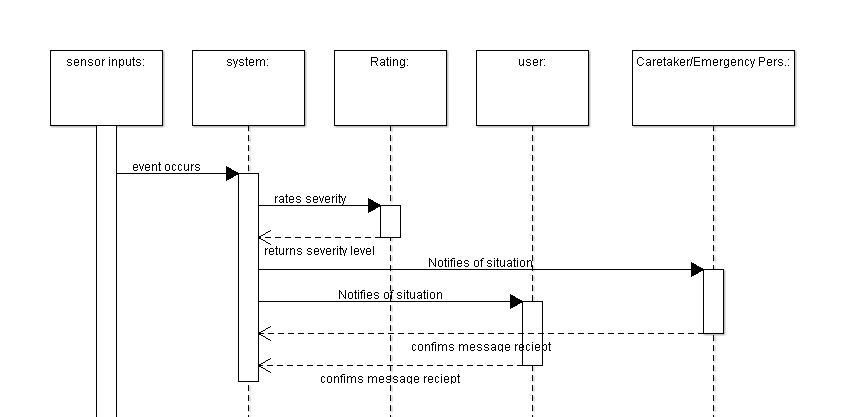 sensor inputs:
system:
Rating:
user:
Caretaker/Emergency Pers.:
event occurs
rates severity
returns severity level
Notifies of situation
Notifies of situation
confims message reciept
confims message reciept